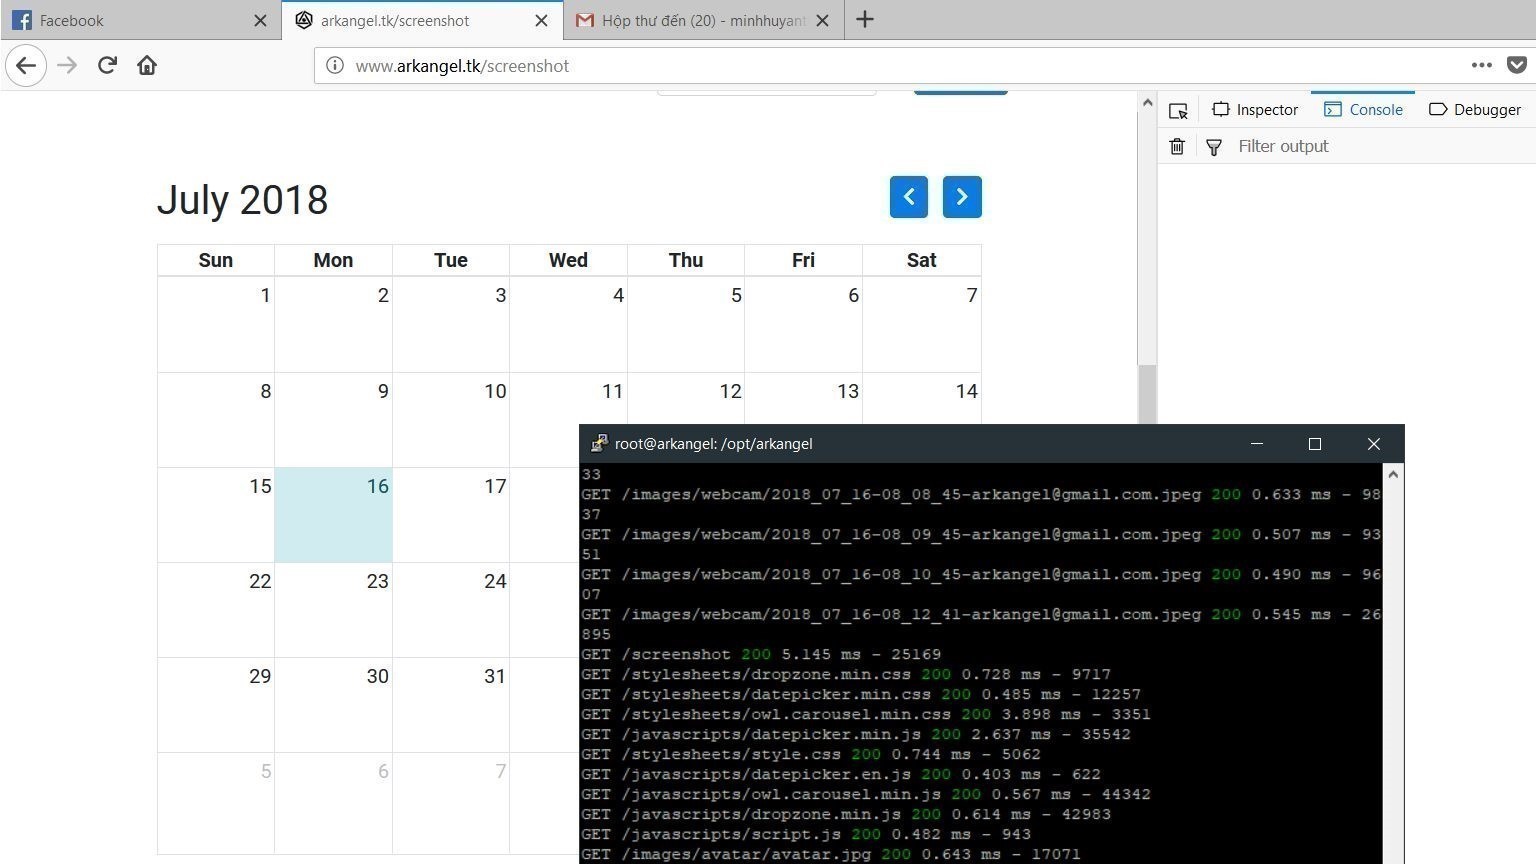 Facebook
arkangel.tk/screenshot
Hộp thư đến (20) - minhhuyant
www.arkangel.tk/screenshot
Inspector
Console
Debugger
Filter output
July 2018
Sun Mon Tue Wed Thu Fri Sat
1 2 3 4 5 6 7
8 9 10 11 12 13 14
15 16 17
22 23 24
29 30 31
5 6 7
root@arkangel: /opt/arkangel
33
GET /images/webcam/2018_07_16-08_08_45-arkangel@gmail.com.jpeg 200 0.633 ms - 98
37
GET /images/webcam/2018_07_16-08_09_45-arkangel@gmail.com.jpeg 200 0.507 ms - 93
51
GET /images/webcam/2018_07_16-08_10_45-arkangel@gmail.com.jpeg 200 0.490 ms - 96
07
GET /images/webcam/2018_07_16-08_12_41-arkangel@gmail.com.jpeg 200 0.545 ms - 26
895
GET /screenshot 200 5.145 ms - 25169
GET /stylesheets/dropzone.min.css 200 0.728 ms - 9717
GET /stylesheets/datepicker.min.css 200 0.485 ms - 12257
GET /stylesheets/owl.carousel.min.css 200 3.898 ms - 3351
GET /javascripts/datepicker.min.js 200 2.637 ms - 35542
GET /stylesheets/style.css 200 0.744 ms - 5062
GET /javascripts/datepicker.en.js 200 0.403 ms - 622
GET /javascripts/owl.carousel.min.js 200 0.567 ms - 44342
GET /javascripts/dropzone.min.js 200 0.614 ms - 42983
GET /javascripts/script.js 200 0.482 ms - 943
GET /images/avatar/avatar.jpg 200 0.643 ms - 17071